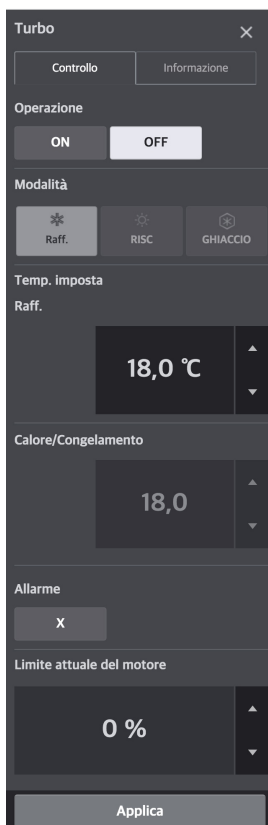 Turbo
Controllo Informazione
Operazione
ON OFF
Modalità
Raff. RISC GHIACCIO
Temp. imposta
Raff.
18,0 ℃
Calore/Congelamento
18,0
Allarme
X
Limite attuale del motore
0 %
Applica